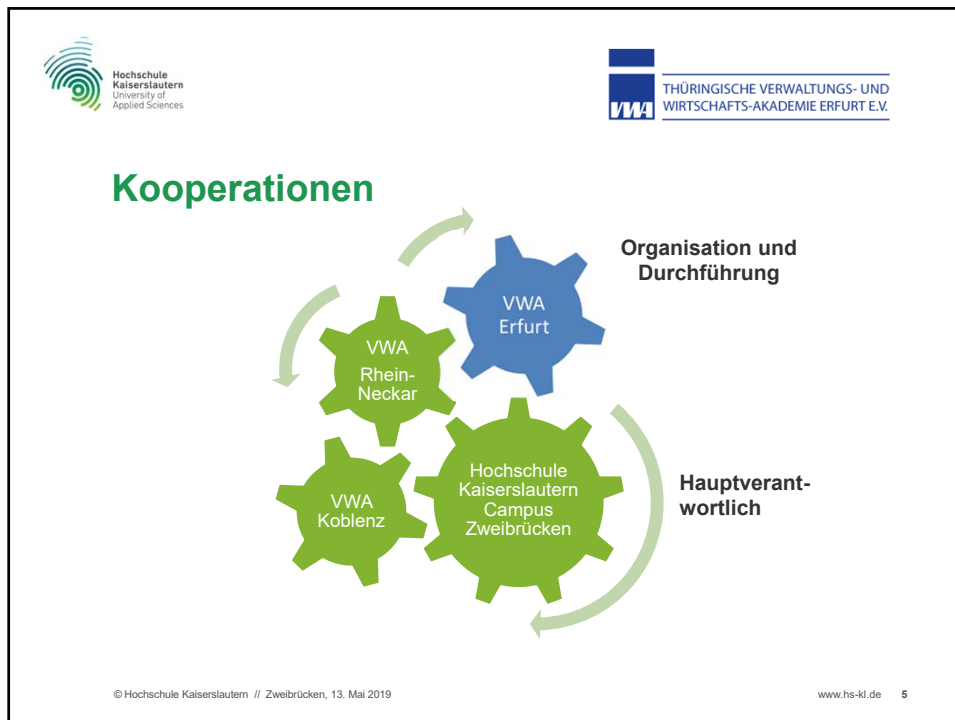 Hochschule
Kaiserslautern
University of
Applied Sciences
VWA
THÜRINGISCHE VERWALTUNGS- UND
WIRTSCHAFTS-AKADEMIE ERFURT E.V.
Kooperationen
Organisation und
Durchführung
VWA
Erfurt
VWA
Rhein-
Neckar
Hochschule
Kaiserslautern
Campus
Zweibrücken
Hauptverant-
wortlich
VWA
Koblenz
© Hochschule Kaiserslautern // Zweibrücken, 13. Mai 2019
www.hs-kl.de 5